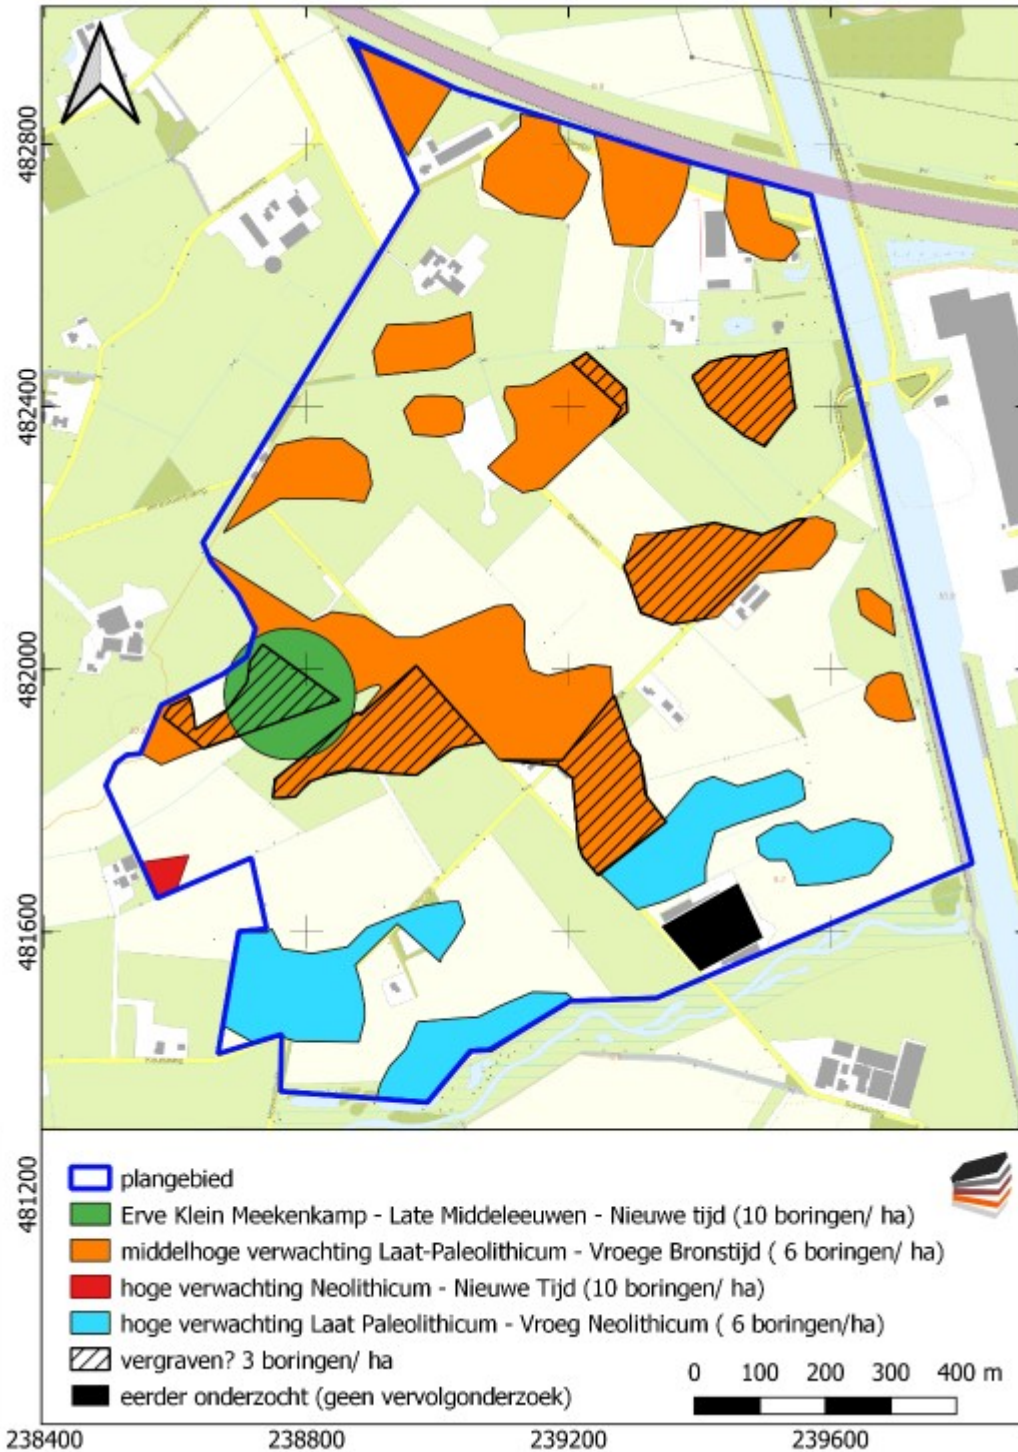 482800
482400
482000
481600
481200
plangebied
Erve Klein Meekenkamp - Late Middeleeuwen - Nieuwe tijd (10 boringen/ ha)
middelhoge verwachting Laat-Paleolithicum - Vroege Bronstijd ( 6 boringen/ ha)
hoge verwachting Neolithicum - Nieuwe Tijd (10 boringen/ ha)
hoge verwachting Laat Paleolithicum - Vroeg Neolithicum ( 6 boringen/ha)
vergraven? 3 boringen/ ha
eerder onderzocht (geen vervolgonderzoek)
0 100 200 300 400 m
238400 238800 239200 239600